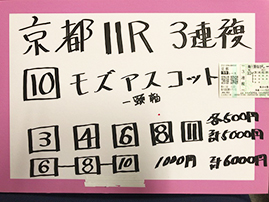 京都11R 3連複
10 モズアスコット
一頭軸
3 4 6 8 11 各500円
計5000円
6-8-10 1000円 計6000円